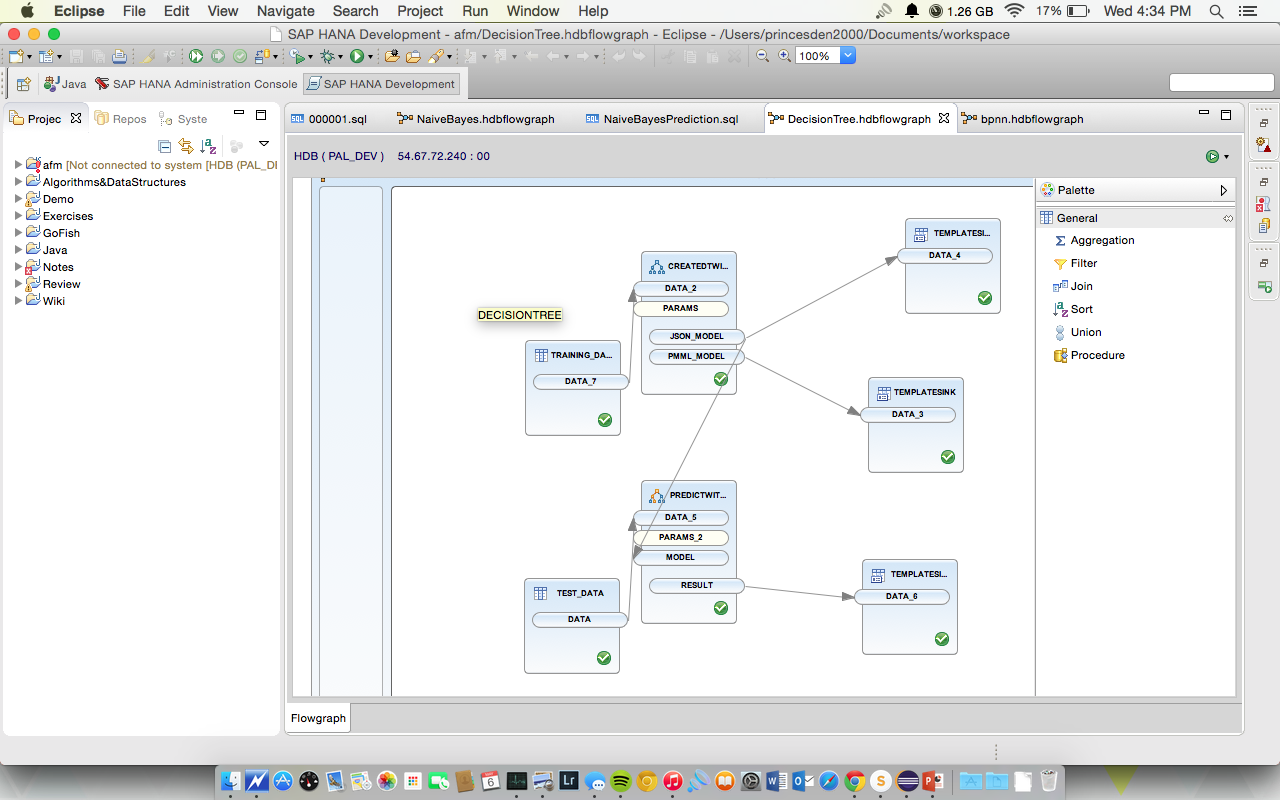 Eclipse File Edit View Navigate Search Project Run Window Help 1.26 GB 17% Wed 4:34 PM
SAP HANA Development - afm/DecisionTree.hdbflowgraph - Eclipse - /Users/princesden2000/Documents/workspace
100%
Java SAP HANA Administration Console SAP HANA Development
Projec Repos Syste
000001.sql NaiveBayes.hdbflowgraph NaiveBayesPrediction.sql DecisionTree.hdbflowgraph bpnn.hdbflowgraph
afm [Not connected to system [HDB (PAL_DI
Algorithms&DataStructures
Demo
Exercises
GoFish
Java
Notes
Review
Wiki
HDB ( PAL_DEV ) 54.67.72.240 : 00
DECISIONTREE
TRAINING_DA...
DATA_7
CREATEDTWI...
DATA_2
PARAMS
JSON_MODEL
PMML_MODEL
TEMPLATESI...
DATA_4
TEMPLATESINK
DATA_3
TEST_DATA
DATA
PREDICTWIT...
DATA_5
PARAMS_2
MODEL
RESULT
TEMPLATESI...
DATA_6
Palette
General
Aggregation
Filter
Join
Sort
Union
Procedure
Flowgraph